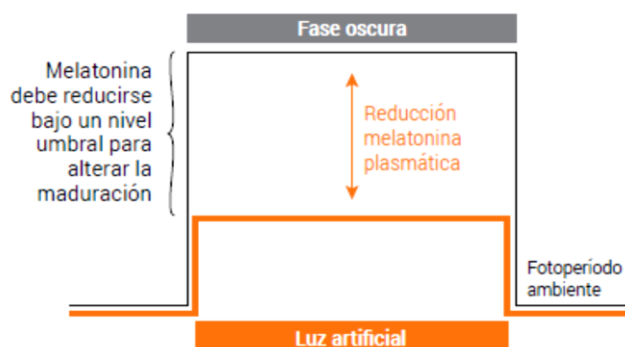 Fase oscura
Melatonina
debe reducirse
bajo un nivel
umbral para
alterar la
maduración
Reducción
melatonina
plasmática
Fotoperíodo
ambiente
Luz artificial